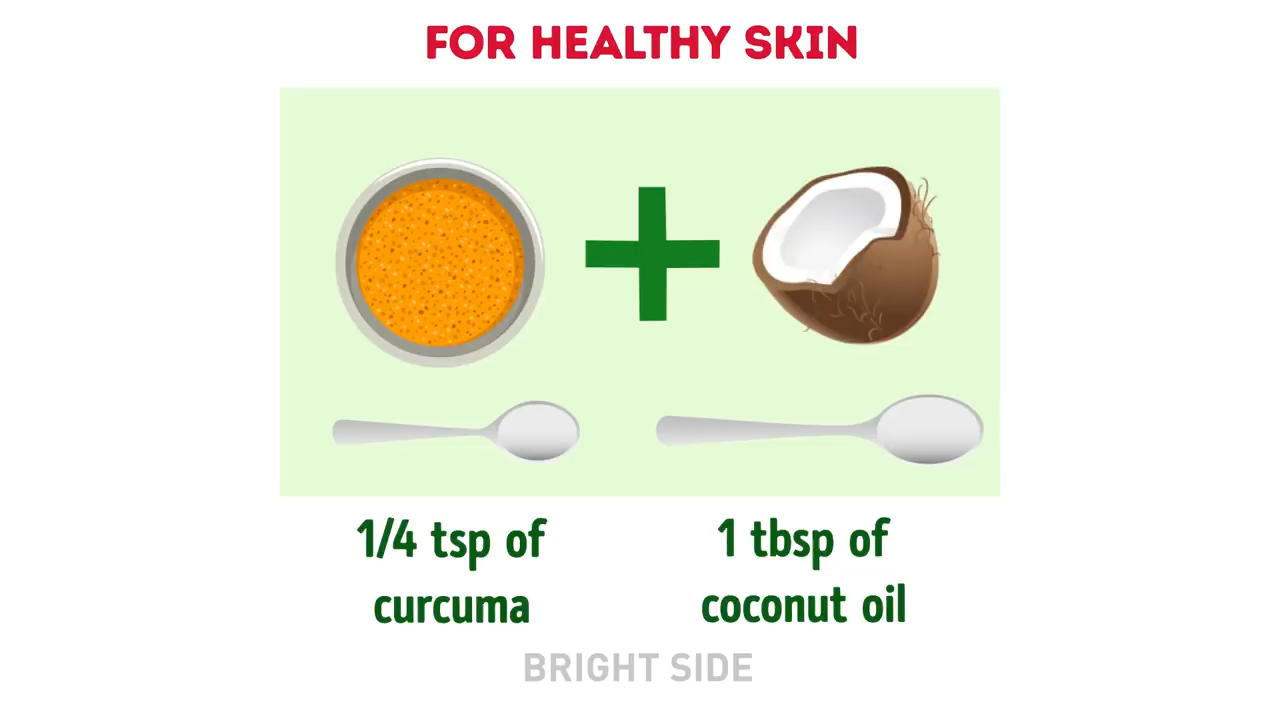 FOR HEALTHY SKIN
1/4 tsp of
curcuma
1 tbsp of
coconut oil
BRIGHT SIDE